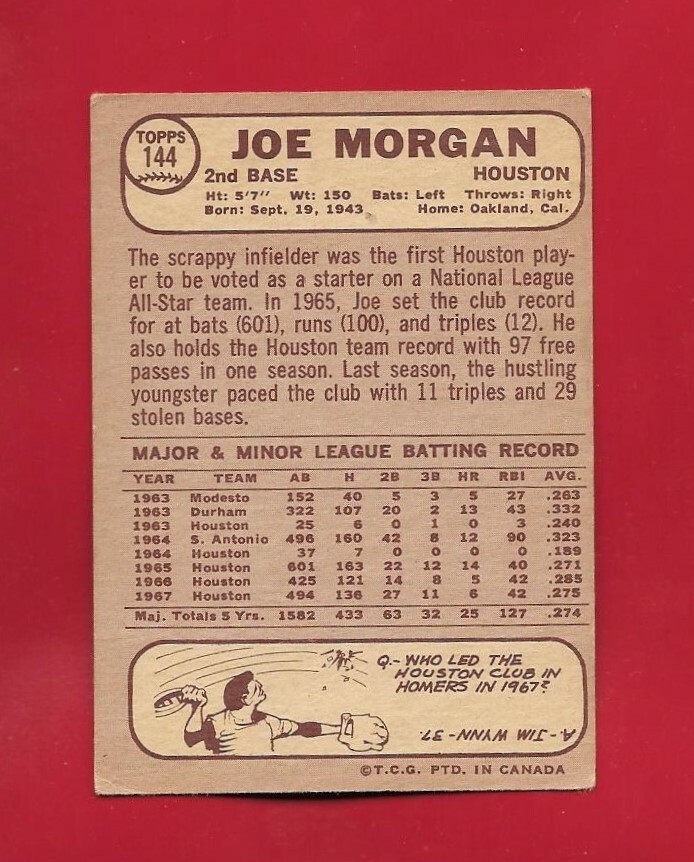 TOPPS
144
JOE MORGAN
2nd BASE HOUSTON
Ht: 5'7" Wt: 150 Bats: Left Throws: Right
Born: Sept. 19, 1943 Home: Oakland, Cal.
The scrappy infielder was the first Houston play-
er to be voted as a starter on a National League
All-Star team. In 1965, Joe set the club record
for at bats (601), runs (100), and triples (12). He
also holds the Houston team record with 97 free
passes in one season. Last season, the hustling
youngster paced the club with 11 triples and 29
stolen bases.
MAJOR & MINOR LEAGUE BATTING RECORD
YEAR TEAM AB H 2B 3B HR RBI AVG.
1963 Modesto 152 40 5 3 5 27 .263
1963 Durham 322 107 20 2 13 43 .332
1963 Houston 25 6 0 1 0 3 .240
1964 S. Antonio 496 160 42 8 12 90 .323
1964 Houston 37 7 0 0 0 0 .189
1965 Houston 601 163 22 12 14 40 .271
1966 Houston 425 121 14 8 5 42 .285
1967 Houston 494 136 27 11 6 42 .275
Maj. Totals 5 Yrs. 1582 433 63 32 25 127 .274
Q.- WHO LED THE
HOUSTON CLUB IN
HOMERS IN 1967?
A- JIM WYNN- 37.
©T.C.G. PTD. IN CANADA